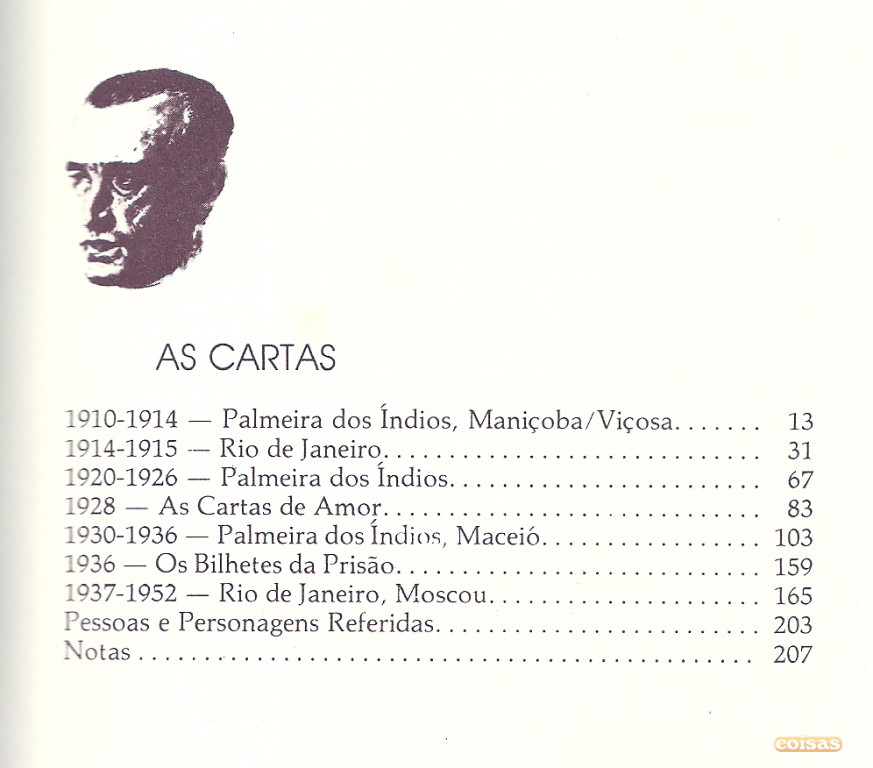 AS CARTAS
1910-1914 — Palmeira dos Índios, Maniçoba/Viçosa....... 13
1914-1915 — Rio de Janeiro............................ 31
1920-1926 — Palmeira dos Índios....................... 67
1928 — As Cartas de Amor............................ 83
1930-1936 — Palmeira dos Índios, Maceió................ 103
1936 — Os Bilhetes da Prisão........................... 159
1937-1952 — Rio de Janeiro, Moscou.................... 165
Pessoas e Personagens Referidas........................ 203
Notas.............................................. 207
coisas